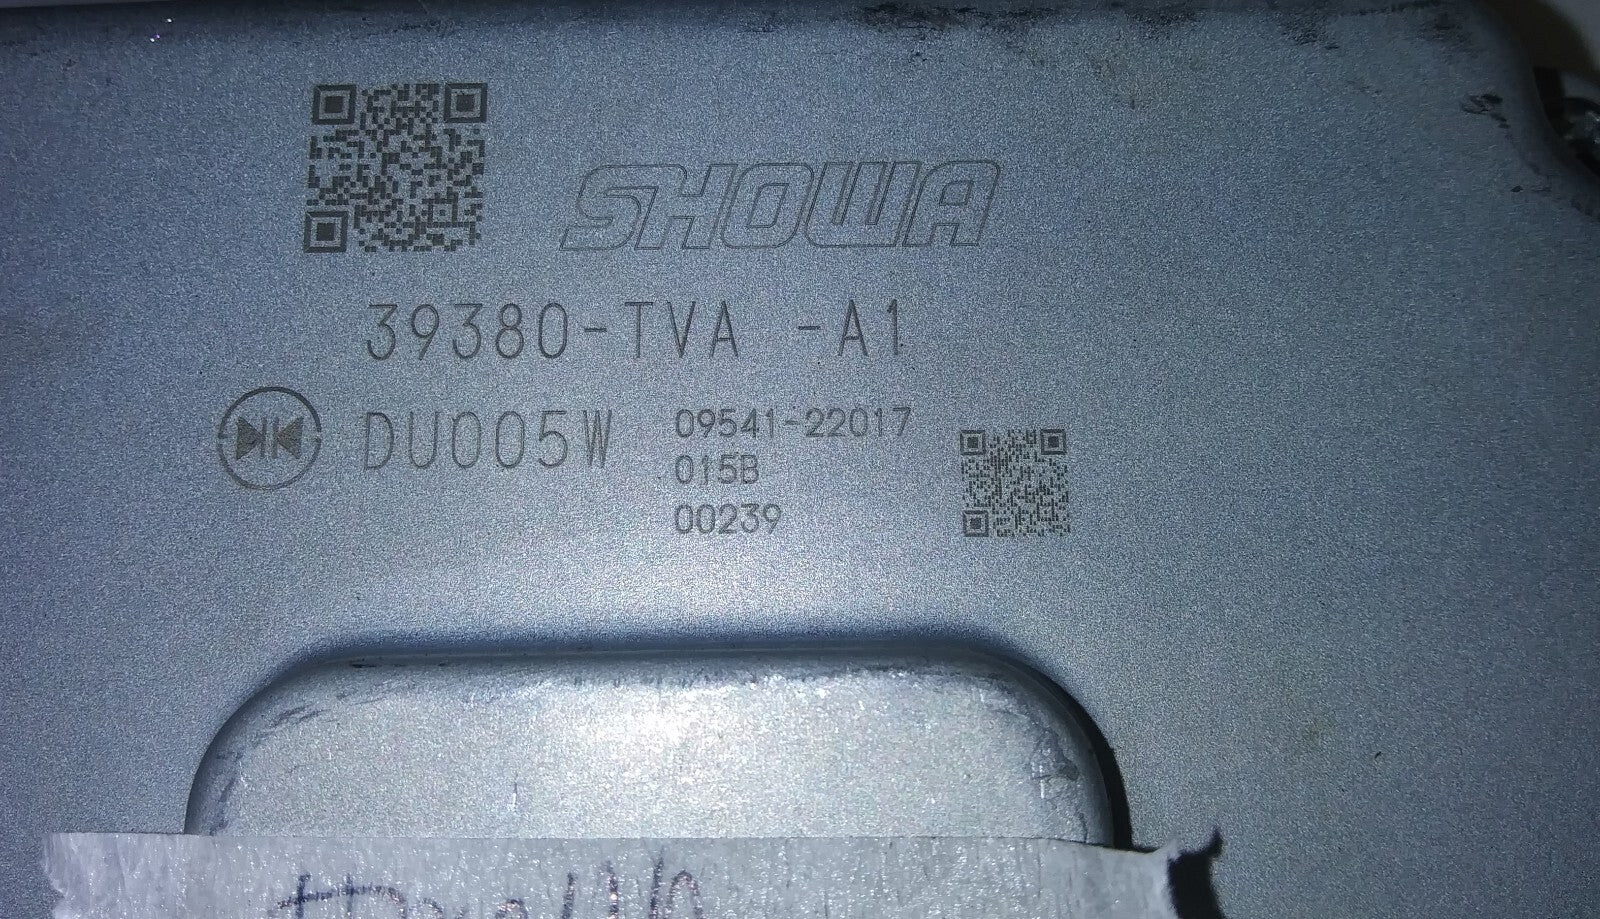 SHOWA
39380-TVA -A1
DU005W
09541-22017
015B
00239